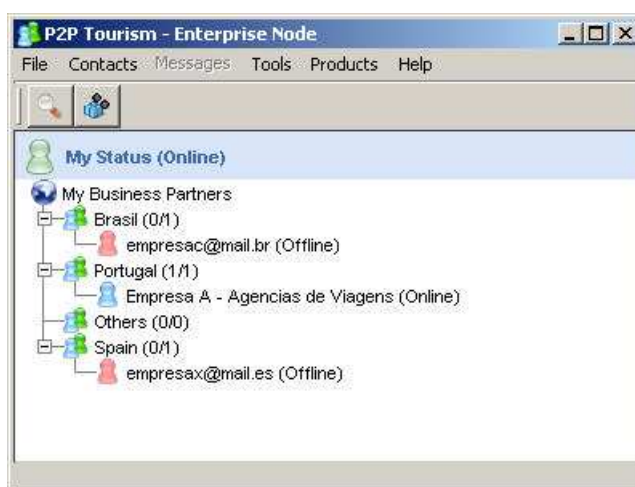 P2P Tourism - Enterprise Node
File Contacts Messages Tools Products Help
My Status (Online)
My Business Partners
Brasil (0/1)
empresac@mail.br (Offline)
Portugal (1/1)
Empresa A - Agencias de Viagens (Online)
Others (0/0)
Spain (0/1)
empresax@mail.es (Offline)